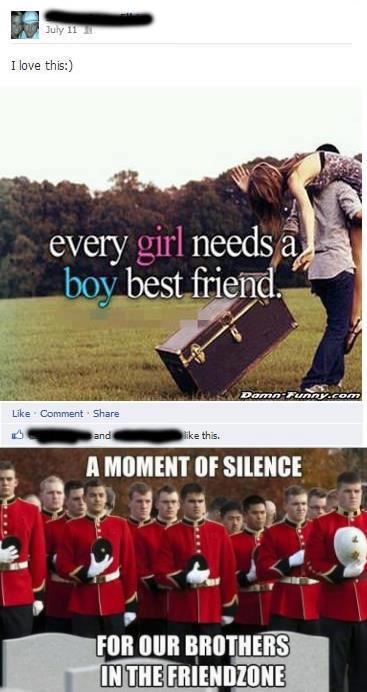 July 11
I love this:)
every girl needs a
boy best friend.
Damn-Funny.com
Like · Comment · Share
and like this.
A MOMENT OF SILENCE
FOR OUR BROTHERS
IN THE FRIENDZONE